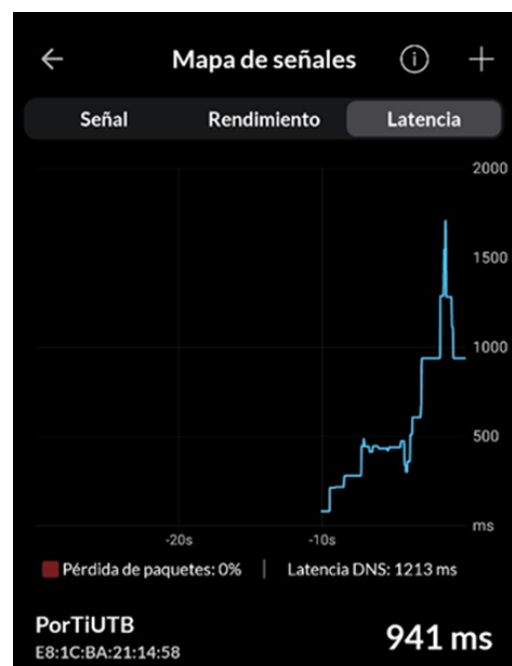 Mapa de señales
Señal Rendimiento Latencia
2000
1500
1000
500
ms
-20s -10s
Pérdida de paquetes: 0% | Latencia DNS: 1213 ms
PorTiUTB
941 ms
E8:1C:BA:21:14:58